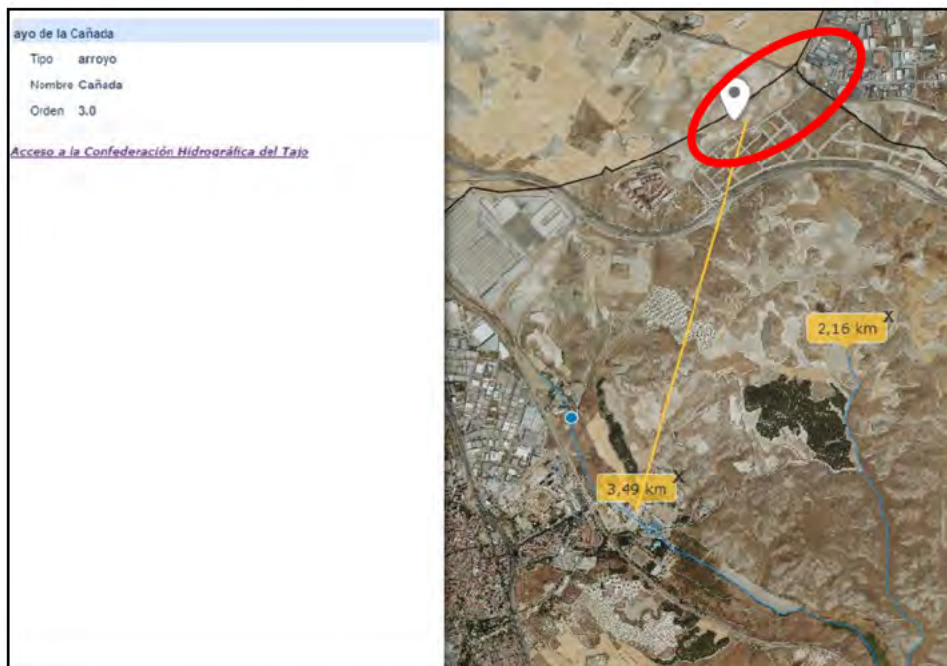 ayo de la Cañada
Tipo arroyo
Nombre Cañada
Orden 3.0
Acceso a la Confederación Hidrográfica del Tajo
X
2,16 km
X
3,49 km